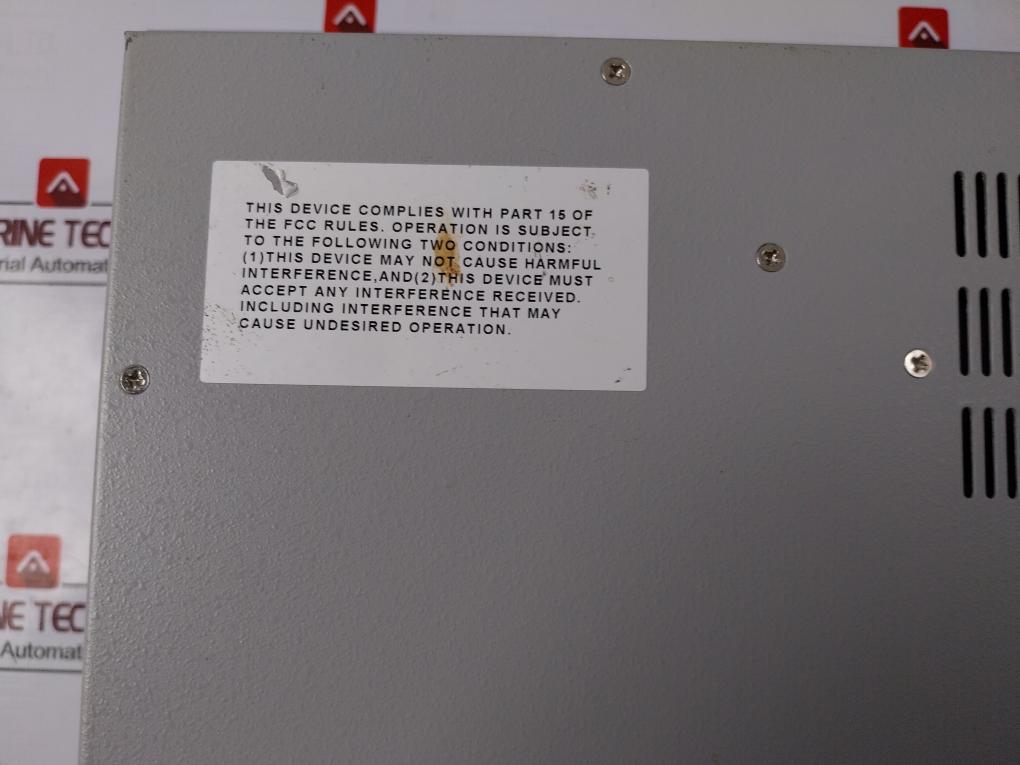 THIS DEVICE COMPLIES WITH PART 15 OF
THE FCC RULES. OPERATION IS SUBJECT
TO THE FOLLOWING TWO CONDITIONS:
(1)THIS DEVICE MAY NOT CAUSE HARMFUL
INTERFERENCE,AND(2)THIS DEVICE MUST
ACCEPT ANY INTERFERENCE RECEIVED.
INCLUDING INTERFERENCE THAT MAY
CAUSE UNDESIRED OPERATION.
RINE TEC
rial Automat
NE TEC
Automat